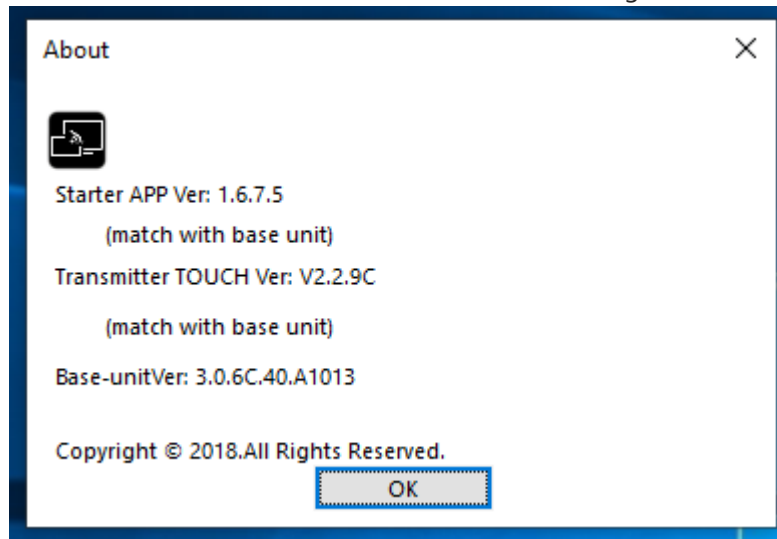 About
Starter APP Ver: 1.6.7.5
(match with base unit)
Transmitter TOUCH Ver: V2.2.9C
(match with base unit)
Base-unitVer: 3.0.6C.40.A1013
Copyright © 2018.All Rights Reserved.
OK